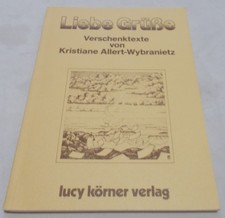 Liebe Grüße
Verschenktexte
von
Kristiane Allert-Wybranietz
lucy körner verlag